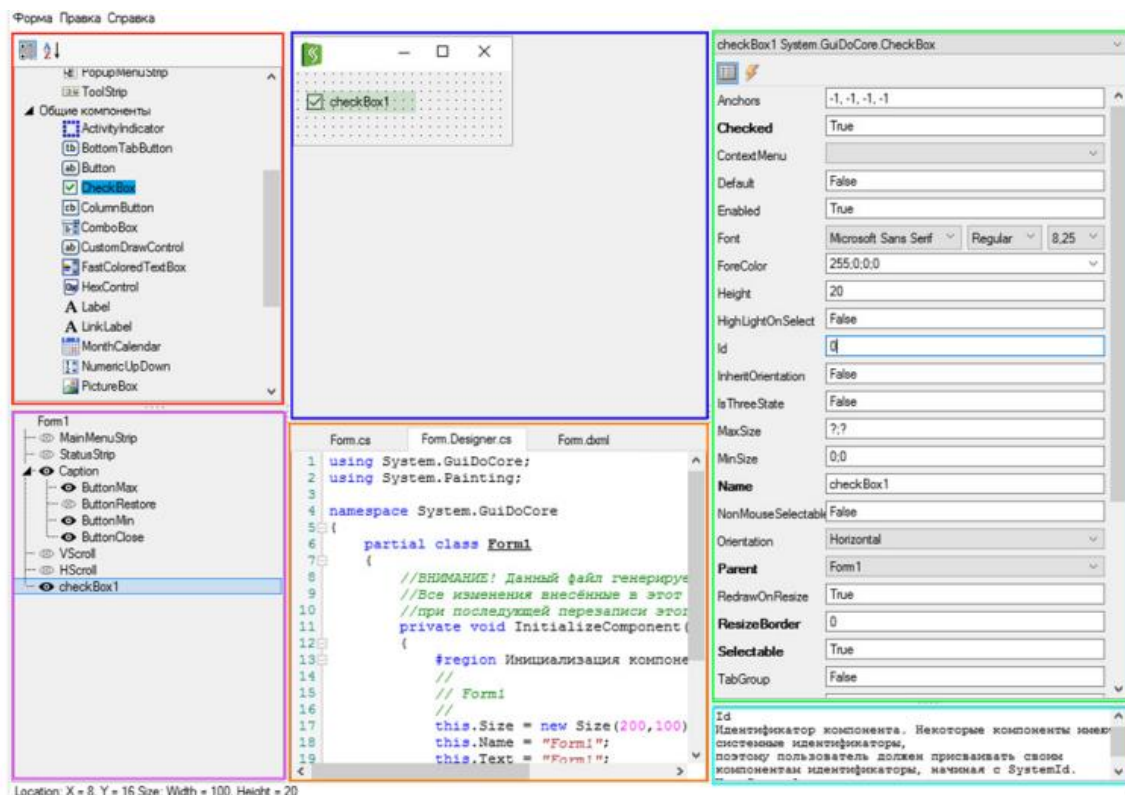 Форма Правка Справка
PopupMenuStrip
ToolStrip
Общие компоненты
ActivityIndicator
BottomTabButton
Button
CheckBox
ColumnButton
ComboBox
CustomDrawControl
FastColoredTextBox
HexControl
Label
LinkLabel
MonthCalendar
NumericUpDown
PictureBox
checkBox1
Form1
MainMenuStrip
StatusStrip
Caption
ButtonMax
ButtonRestore
ButtonMin
ButtonClose
VScroll
HScroll
checkBox1
Form.cs Form.Designer.cs Form.dxml
1 using System.GuiDoCore;
2 using System.Painting;
3
4 namespace System.GuiDoCore
5 {
6 partial class Form1
7 {
8 //ВНИМАНИЕ! Данный файл генерируе
9 //Все изменения внесённые в этот
10 //при последующей перезаписи этог
11 private void InitializeComponent(
12 {
13 #region Инициализация компоне
14 //
15 // Form1
16 //
17 this.Size = new Size(200,100)
18 this.Name = "Form1";
19 this.Text = "Form1";
checkBox1 System.GuiDoCore.CheckBox
Anchors -1, -1, -1, -1
Checked True
ContextMenu
Default False
Enabled True
Font Microsoft Sans Serif Regular 8,25
ForeColor 255;0;0;0
Height 20
HighLightOnSelect False
Id 0
InheritOrientation False
IsThreeState False
MaxSize ?;?
MinSize 0;0
Name checkBox1
NonMouseSelectabl False
Orientation Horizontal
Parent Form1
RedrawOnResize True
ResizeBorder 0
Selectable True
TabGroup False
Id
Идентификатор компонента. Некоторые компоненты имею
системные идентификаторы,
поэтому пользователь должен присваивать своим
компонентам идентификаторы, начиная с SystemId.
Location: X = 8, Y = 16 Size: Width = 100, Height = 20